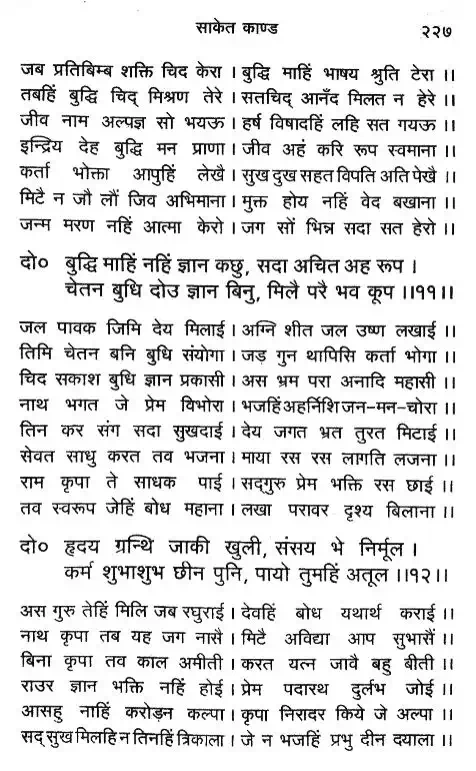 साकेत काण्ड २२७
जब प्रतिबिम्ब शक्ति चिद केरा । बुद्धि माहिं भाषय श्रुति टेरा ।।
तबहिं बुद्धि चिद् मिश्रण तेरे । सतचिद् आनँद मिलत न हेरे ।।
जीव नाम अल्पज्ञ सो भयऊ । हर्ष विषादहिं लहि सत गयऊ ।।
इन्द्रिय देह बुद्धि मन प्राणा । जीव अहं करि रूप स्वमाना ।।
कर्ता भोक्ता आपुहिं लेखै । सुख दुख सहत विपति अति पेखै ।।
मिटै न जौ लौं जिव अभिमाना । मुक्त होय नहिं वेद बखाना ।।
जन्म मरण नहिं आत्मा केरो । जग सों भिन्न सदा सत हेरो ।।
दो० बुद्धि माहिं नहिं ज्ञान कछु, सदा अचित अह रूप ।
चेतन बुधि दोउ ज्ञान बिनु, मिलै परै भव कूप ।।११।।
जल पावक जिमि देय मिलाई । अग्नि शीत जल उष्ण लखाई ।।
तिमि चेतन बनि बुधि संयोगा । जड़ गुन थापिसि कर्ता भोगा ।।
चिद सकाश बुधि ज्ञान प्रकासी । अस भ्रम परा अनादि महासी ।।
नाथ भगत जे प्रेम विभोरा । भजहिं अहर्निशि जन-मन-चोरा ।।
तिन कर संग सदा सुखदाई । देय जगत भ्रत तुरत मिटाई ।।
सेवत साधु करत तव भजना । माया रस रस लागति लजना ।।
राम कृपा ते साधक पाई । सद्गुरु प्रेम भक्ति रस छाई ।।
तव स्वरूप जेहिं बोध महाना । लखा परावर दृश्य बिलाना ।।
दो० हृदय ग्रन्थि जाकी खुली, संसय भे निर्मूल ।
कर्म शुभाशुभ छीन पुनि, पायो तुमहिं अतूल ।।१२।।
अस गुरु तेहिं मिलि जब रघुराई । देवहिं बोध यथार्थ कराई ।।
नाथ कृपा तब यह जग नासै । मिटै अविद्या आप सुभासैं ।।
बिना कृपा तव काल अमीती । करत यत्न जावै बहु बीती ।।
राउर ज्ञान भक्ति नहिं होई । प्रेम पदारथ दुर्लभ जोई ।।
आसहु नाहिं करोड़न कल्पा । कृपा निरादर किये जे अल्पा ।।
सद् सुख मिलहि न तिनहिं त्रिकाला । जे न भजहिं प्रभु दीन दयाला ।।